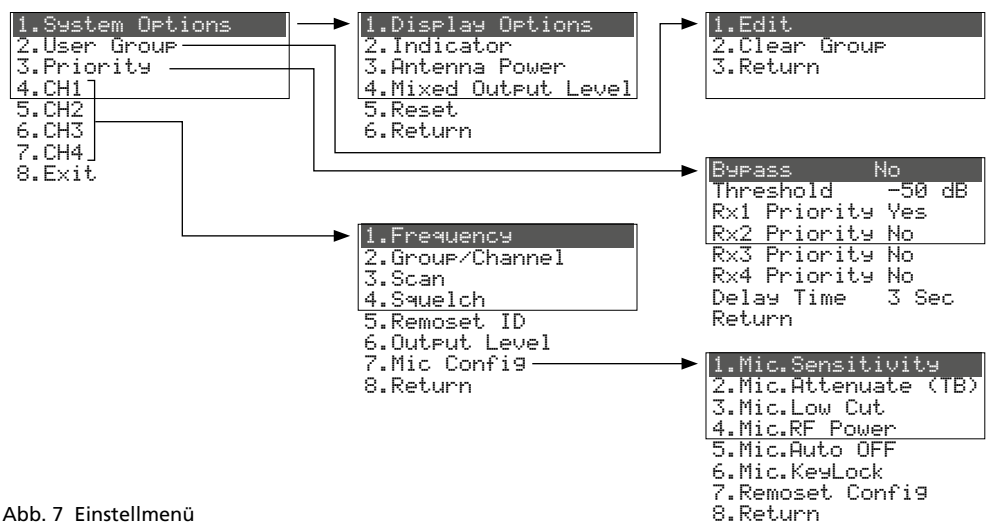 1.System Options
2.User Group
3.Priority
4.CH1
5.CH2
6.CH3
7.CH4
8.Exit
1.Display Options
2.Indicator
3.Antenna Power
4.Mixed Output Level
5.Reset
6.Return
1.Edit
2.Clear Group
3.Return
Bypass No
Threshold -50 dB
Rx1 Priority Yes
Rx2 Priority No
Rx3 Priority No
Rx4 Priority No
Delay Time 3 Sec
Return
1.Frequency
2.Group/Channel
3.Scan
4.Squelch
5.Remoset ID
6.Output Level
7.Mic Config
8.Return
1.Mic.Sensitivity
2.Mic.Attenuate (TB)
3.Mic.Low Cut
4.Mic.RF Power
5.Mic.Auto OFF
6.Mic.KeyLock
7.Remoset Config
8.Return
Abb. 7 Einstellmenü